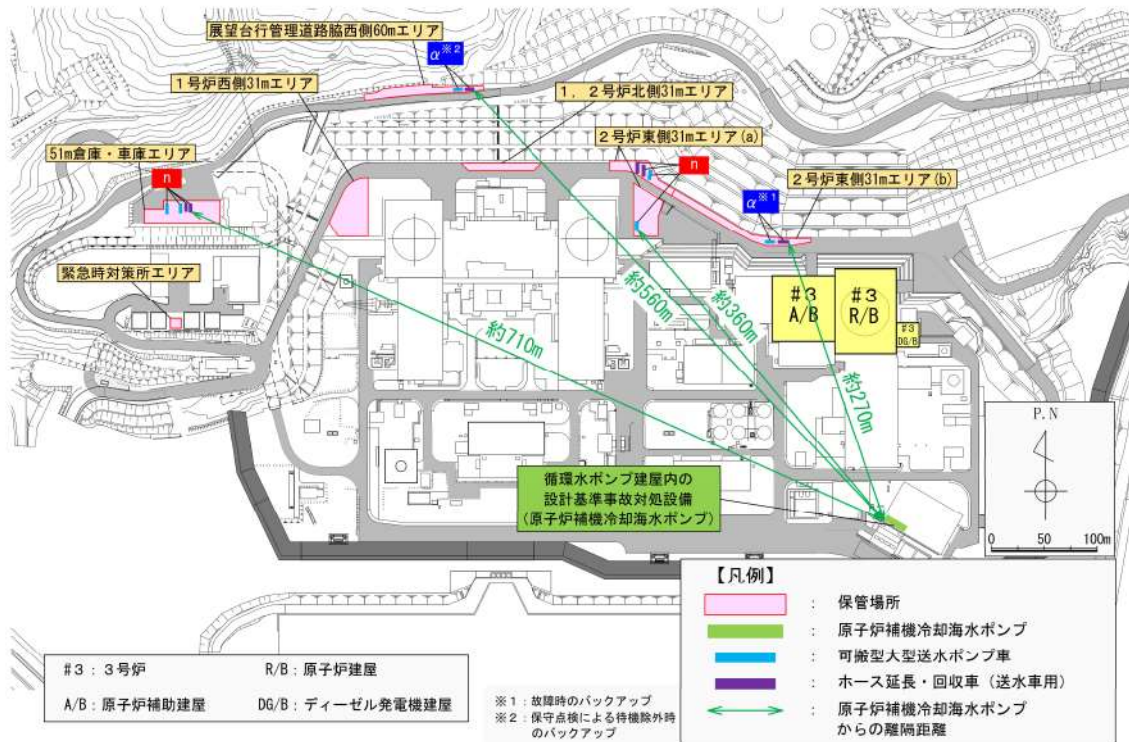 展望台行管理道路脇西側60mエリア
α※2
1号炉西側31mエリア
1,2号炉北側31mエリア
2号炉東側31mエリア(a)
51m倉庫・車庫エリア
n
n
2号炉東側31mエリア(b)
α※1
緊急時対策所エリア
#3
A/B
#3
R/B
#3
DG/B
約560m
約360m
約710m
約270m
P.N
0 50 100m
循環水ポンプ建屋内の
設計基準事故対処設備
(原子炉補機冷却海水ポンプ)
【凡例】
: 保管場所
: 原子炉補機冷却海水ポンプ
: 可搬型大型送水ポンプ車
: ホース延長・回収車(送水車用)
: 原子炉補機冷却海水ポンプ
からの離隔距離
#3:3号炉 R/B:原子炉建屋
A/B:原子炉補助建屋 DG/B:ディーゼル発電機建屋
※1:故障時のバックアップ
※2:保守点検による待機除外時
のバックアップ